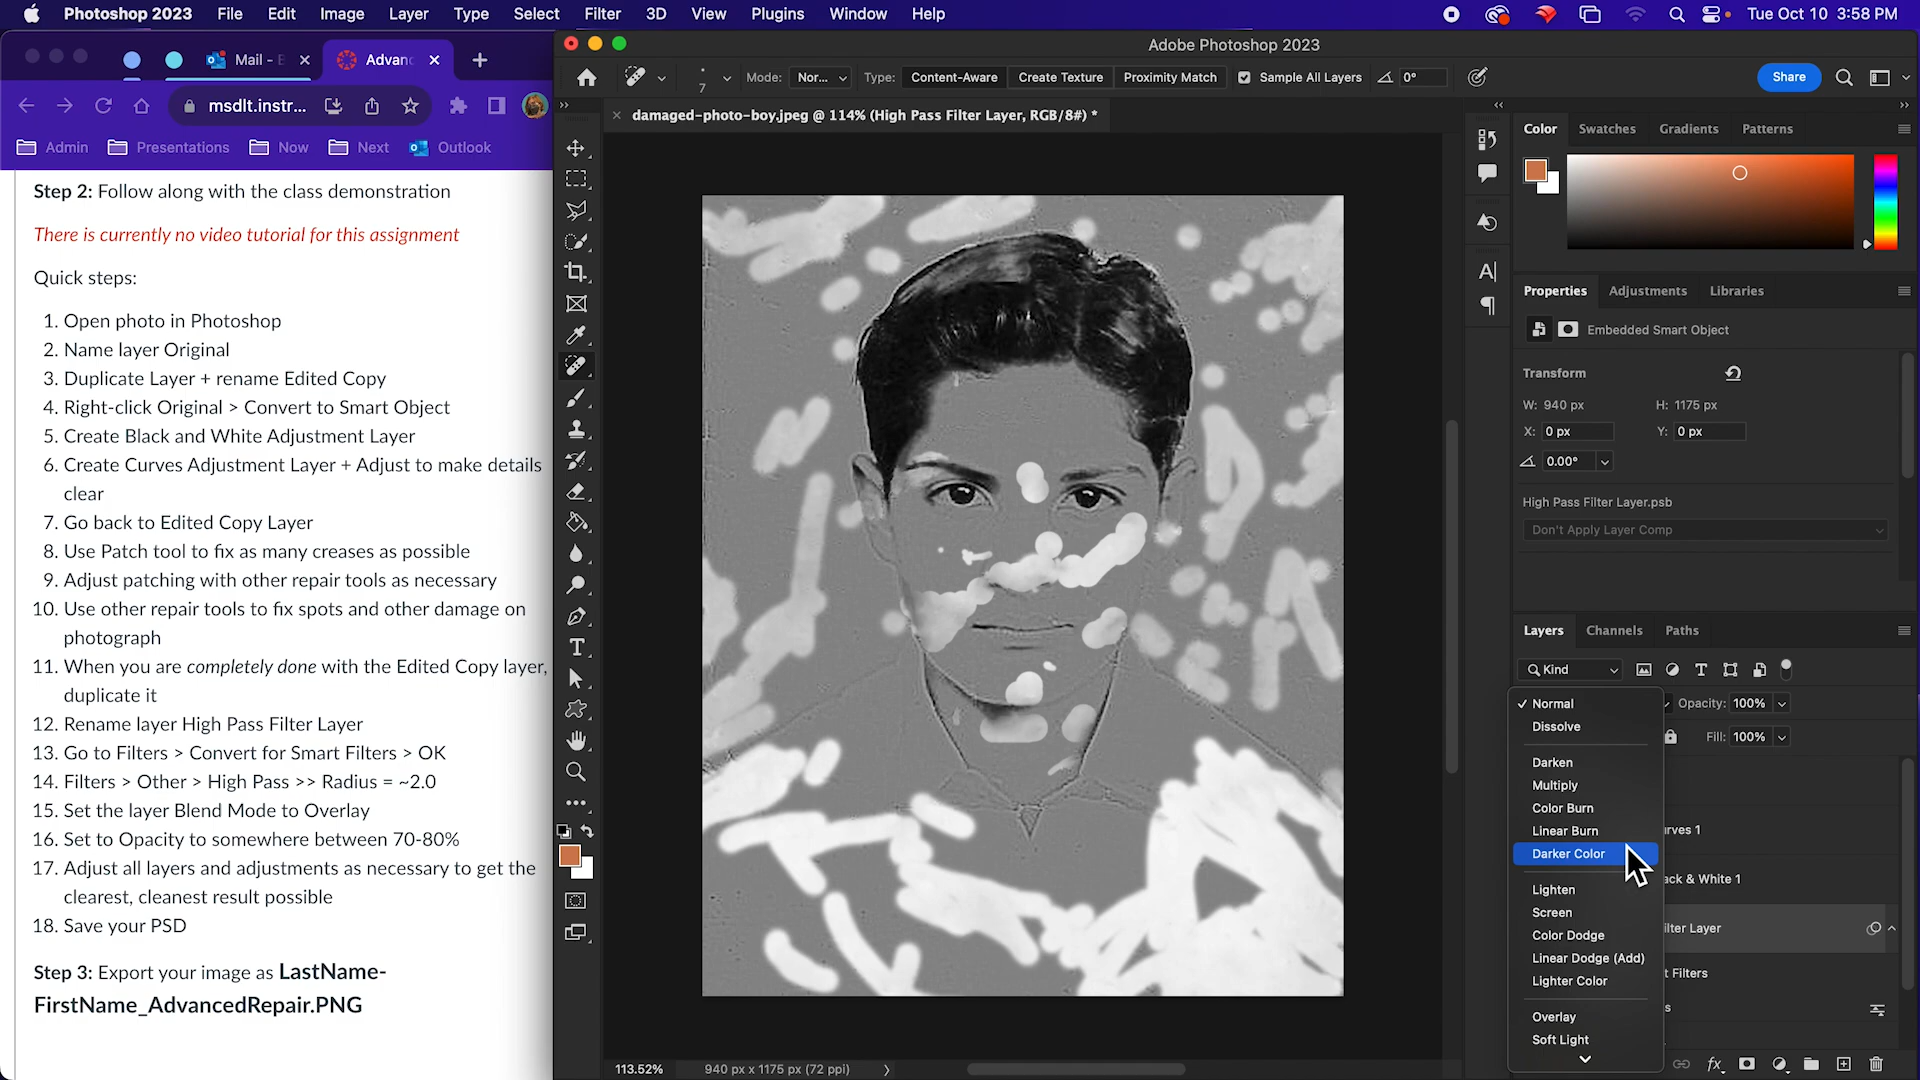 Photoshop 2023 File Edit Image Layer Type Select Filter 3D View Plugins Window Help Tue Oct 10 3:58 PM
Adobe Photoshop 2023
Mail - Advan
Mode: Nor... Type: Content-Aware Create Texture Proximity Match Sample All Layers 0° Share
7
msdlt.instr...
damaged-photo-boy.jpeg @ 114% (High Pass Filter Layer, RGB/8#) *
Admin Presentations Now Next Outlook
Step 2: Follow along with the class demonstration
There is currently no video tutorial for this assignment
Quick steps:
1. Open photo in Photoshop
2. Name layer Original
3. Duplicate Layer + rename Edited Copy
4. Right-click Original > Convert to Smart Object
5. Create Black and White Adjustment Layer
6. Create Curves Adjustment Layer + Adjust to make details
clear
7. Go back to Edited Copy Layer
8. Use Patch tool to fix as many creases as possible
9. Adjust patching with other repair tools as necessary
10. Use other repair tools to fix spots and other damage on
photograph
11. When you are completely done with the Edited Copy layer,
duplicate it
12. Rename layer High Pass Filter Layer
13. Go to Filters > Convert for Smart Filters > OK
14. Filters > Other > High Pass >> Radius = ~2.0
15. Set the layer Blend Mode to Overlay
16. Set to Opacity to somewhere between 70-80%
17. Adjust all layers and adjustments as necessary to get the
clearest, cleanest result possible
18. Save your PSD
Step 3: Export your image as LastName-
FirstName_AdvancedRepair.PNG
113.52% 940 px x 1175 px (72 ppi)
Color Swatches Gradients Patterns
Properties Adjustments Libraries
Embedded Smart Object
Transform
W: 940 px H: 1175 px
X: 0 px Y: 0 px
0.00°
High Pass Filter Layer.psb
Don't Apply Layer Comp
Layers Channels Paths
Kind
Opacity: 100%
Fill: 100%
Normal
Dissolve
Darken
Multiply
Color Burn
Linear Burn
Darker Color
Lighten
Screen
Color Dodge
Linear Dodge (Add)
Lighter Color
Overlay
Soft Light
rves 1
ack & White 1
ilter Layer
t Filters
s
fx